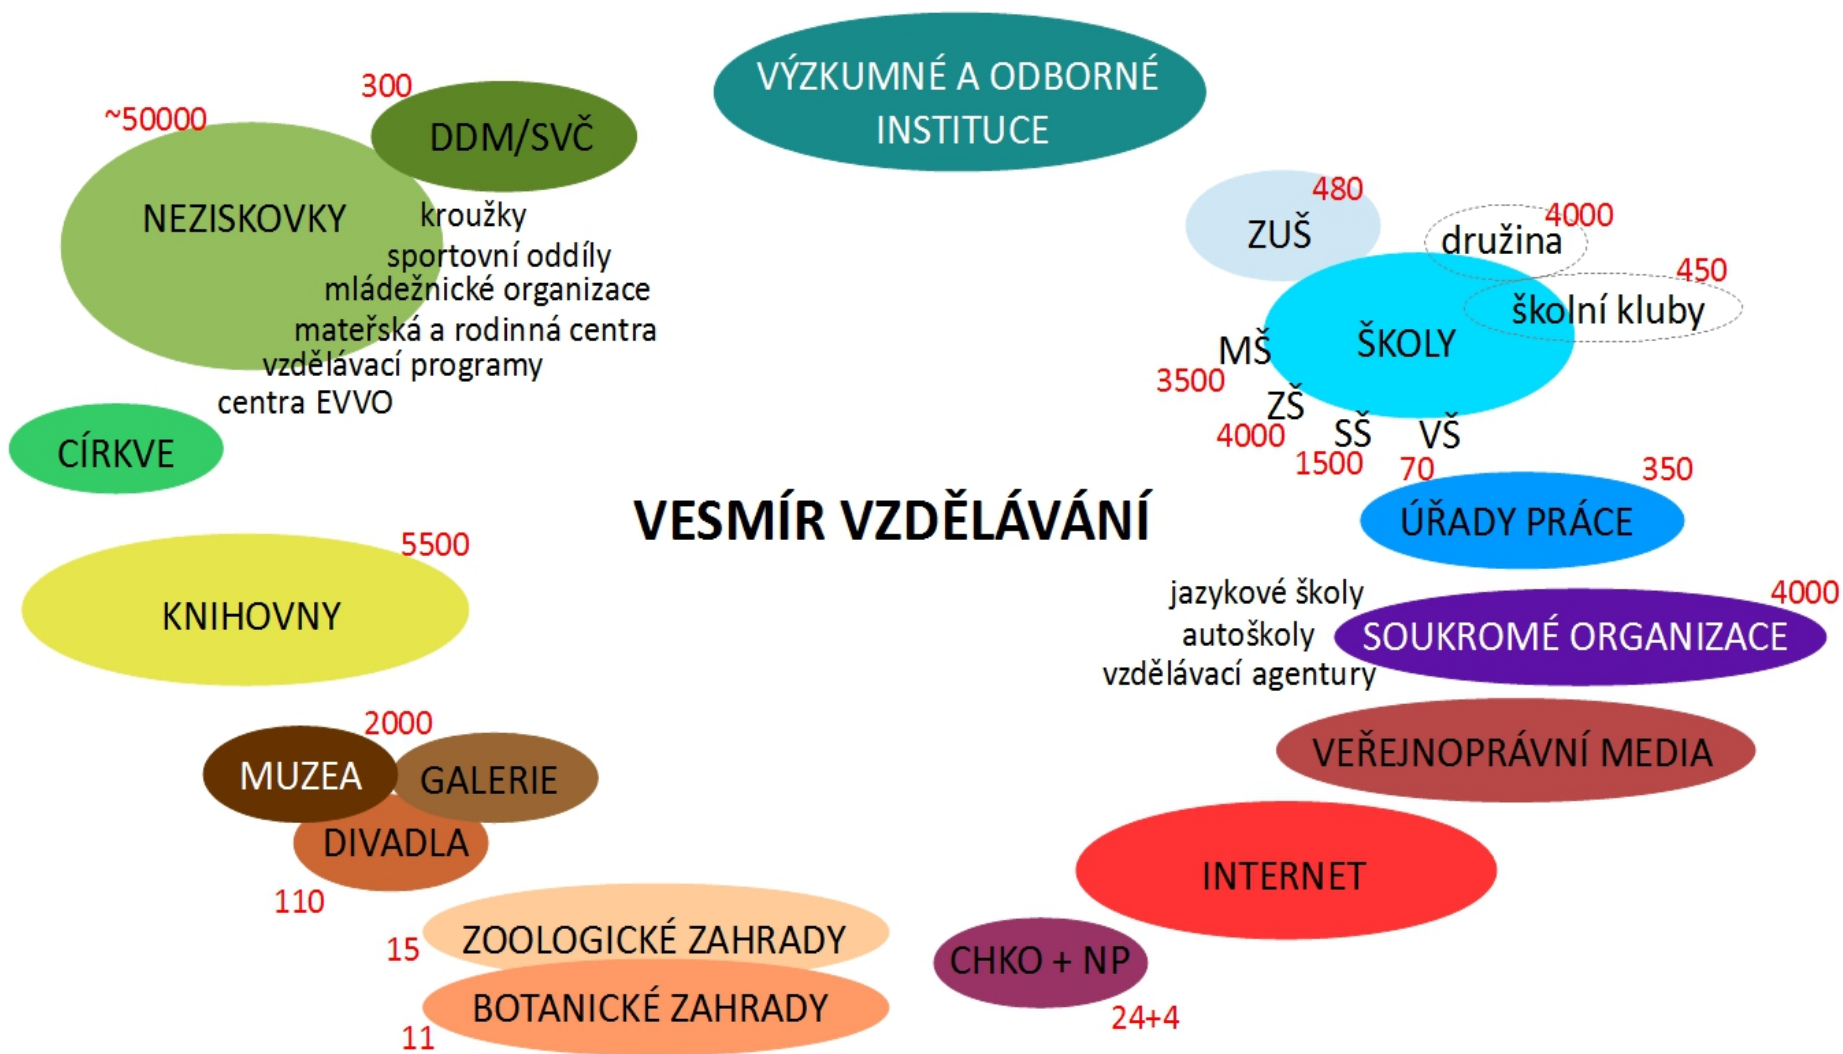 VÝZKUMNÉ A ODBORNÉ
INSTITUCE
300
DDM/SVČ
~50000
NEZISKOVKY
kroužky
sportovní oddíly
mládežnické organizace
mateřská a rodinná centra
vzdělávací programy
centra EVVO
CÍRKVE
480
ZUŠ
4000
družina
450
školní kluby
ŠKOLY
MŠ
3500
ZŠ
4000
SŠ
1500
VŠ
70
350
ÚŘADY PRÁCE
VESMÍR VZDĚLÁVÁNÍ
5500
KNIHOVNY
jazykové školy
autoškoly
vzdělávací agentury
4000
SOUKROMÉ ORGANIZACE
2000
MUZEA
GALERIE
DIVADLA
110
VEŘEJNOPRÁVNÍ MEDIA
INTERNET
15
ZOOLOGICKÉ ZAHRADY
BOTANICKÉ ZAHRADY
11
CHKO + NP
24+4